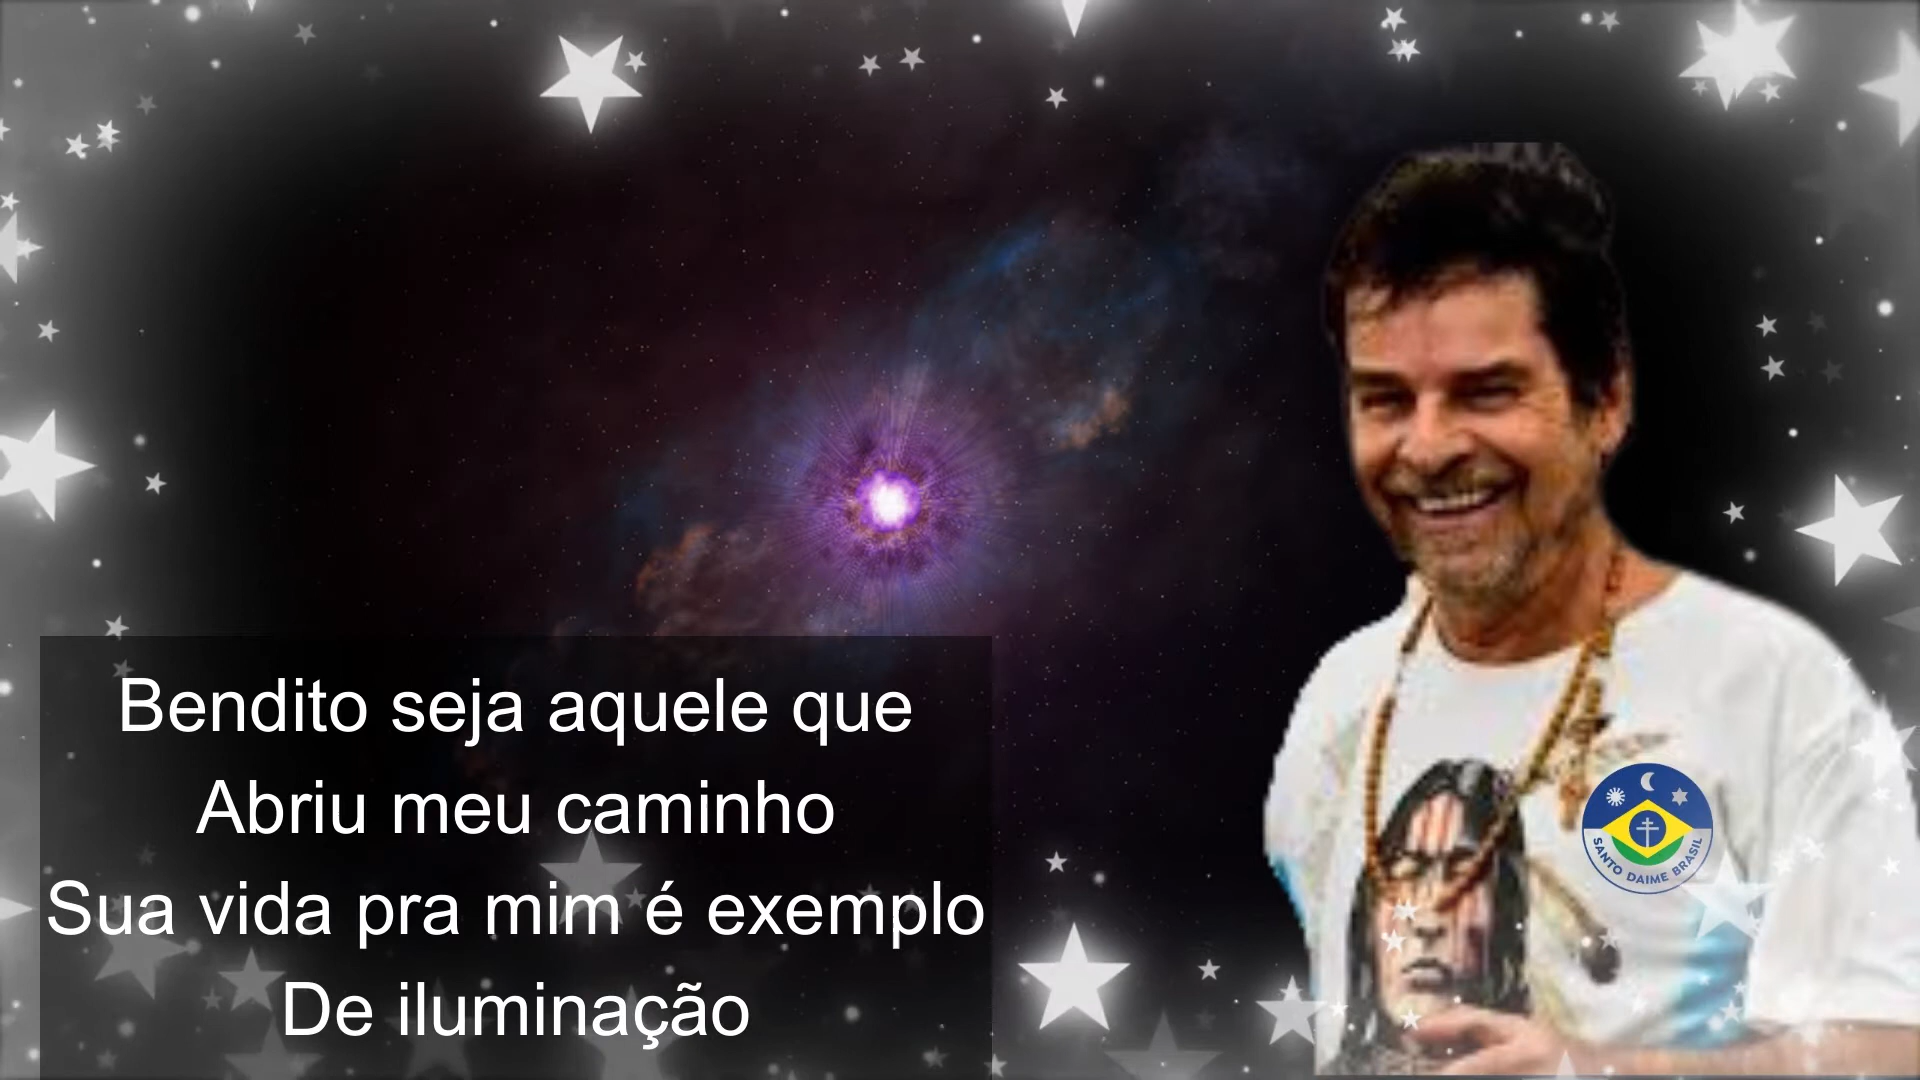 Bendito seja aquele que
Abriu meu caminho
Sua vida pra mim é exemplo
De iluminação
SANTO DAIME BRASIL